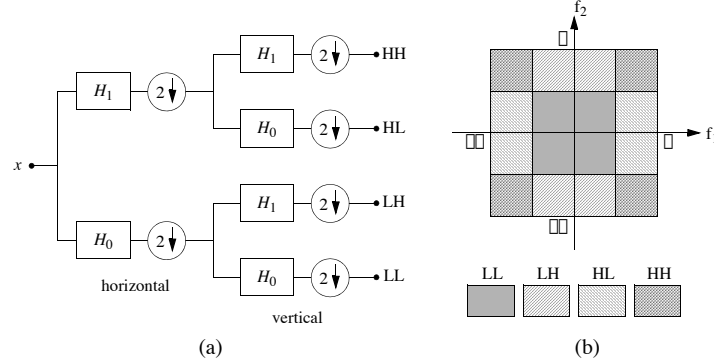 x
H1
2
H1
2
HH
H0
2
HL
H0
2
H1
2
LH
H0
2
LL
horizontal
vertical
(a)
f2
f
LL LH HL HH
(b)